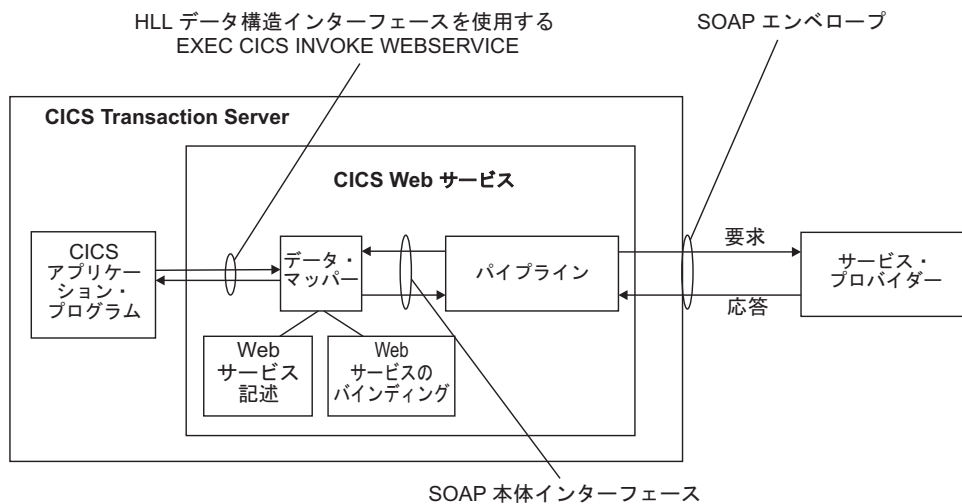 HLL データ構造インターフェースを使用する
EXEC CICS INVOKE WEBSERVICE
SOAP エンベロープ
CICS Transaction Server
CICS Web サービス
CICS
アプリケー
ション・
プログラム
データ・
マッパー
パイプライン
要求
応答
サービス・
プロバイダー
Web
サービス
記述
Web
サービスの
バインディング
SOAP 本体インターフェース